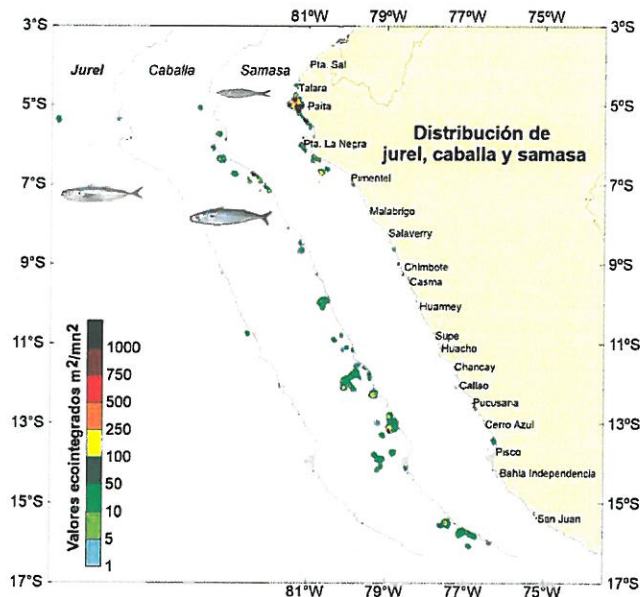 81°W 79°W 77°W 75°W
3°S 3°S
Jurel Caballa Samasa
Pta. Sal
Talara
5°S 5°S
Paita
Distribución de
jurel, caballa y samasa
Pta. La Negra
Pimentel
7°S 7°S
Malabrigo
Salaverry
9°S 9°S
Chimbote
Casma
Huarmey
11°S 11°S
Supe
Huacho
Chancay
Callao
Pucusana
13°S 13°S
Cerro Azul
Pisco
Bahía Independencia
15°S 15°S
San Juan
17°S 17°S
81°W 79°W 77°W 75°W
Valores ecointegrados m²/mn²
1000
750
500
250
100
50
10
5
1